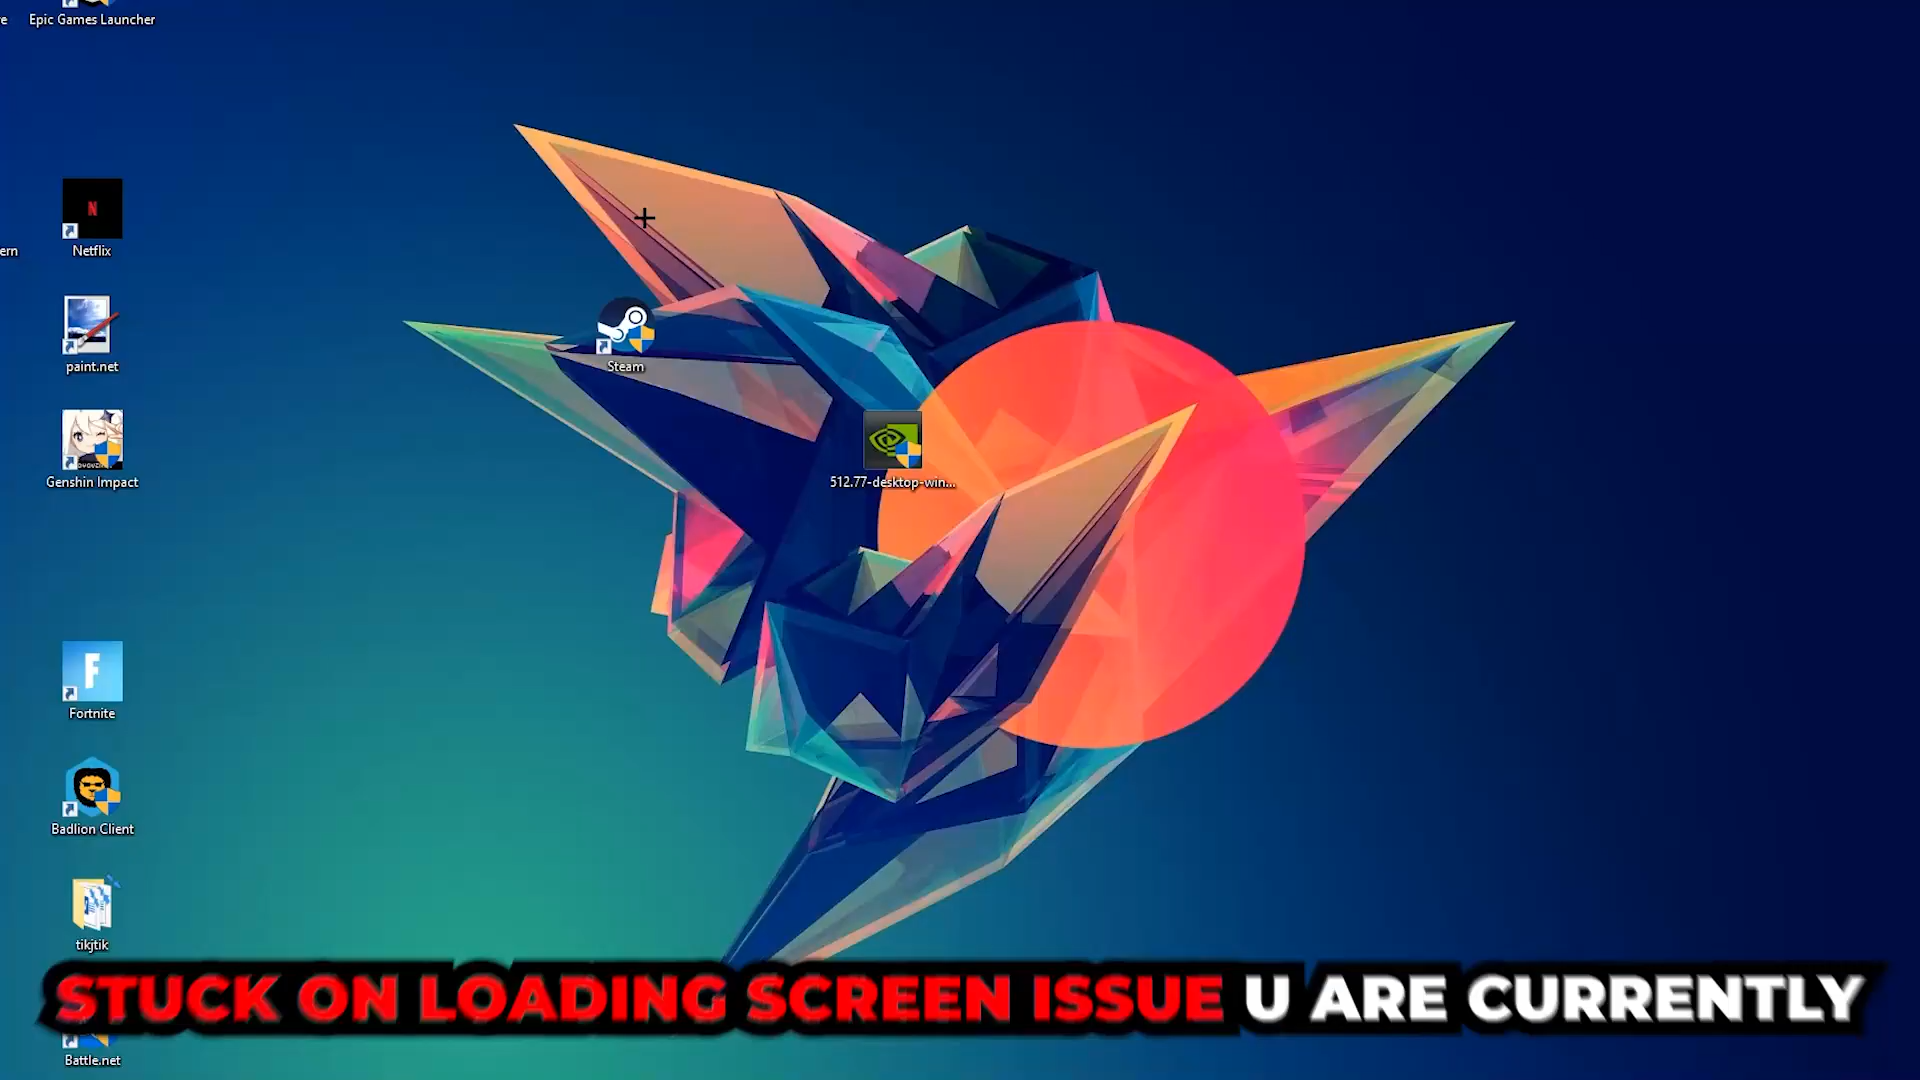 Epic Games Launcher
Netflix
ern
paint.net
Steam
Genshin Impact
512.77-desktop-win...
F
Fortnite
Badlion Client
tikjtik
STUCK ON LOADING SCREEN ISSUE U ARE CURRENTLY
Battle.net